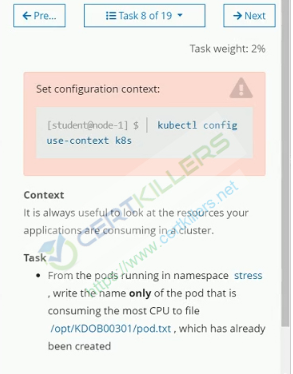 Pre...
Task 8 of 19
Next
Task weight: 2%
Set configuration context:
[student@node-1] $ | kubectl config
use-context k8s
Context
It is always useful to look at the resources your
applications are consuming in a cluster.
Task
• From the pods running in namespace stress
, write the name only of the pod that is
consuming the most CPU to file
/opt/KDOB00301/pod.txt , which has already
been created
CERTKILLERS
https://www.certkillers.net